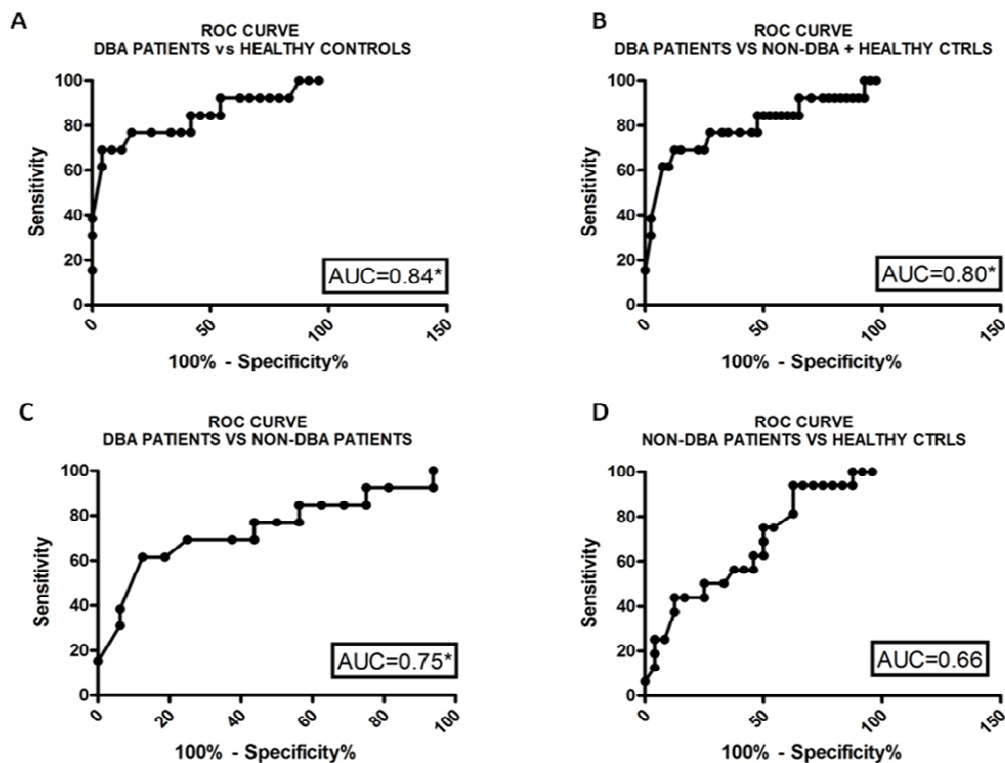 A
ROC CURVE
DBA PATIENTS vs HEALTHY CONTROLS
Sensitivity
100
80
60
40
20
0
0
50
100
150
100% - Specificity%
AUC=0.84*
B
ROC CURVE
DBA PATIENTS VS NON-DBA + HEALTHY CTRLS
Sensitivity
100
80
60
40
20
0
0
50
100
150
100% - Specificity%
AUC=0.80*
C
ROC CURVE
DBA PATIENTS VS NON-DBA PATIENTS
Sensitivity
100
80
60
40
20
0
0
20
40
60
80
100
100% - Specificity%
AUC=0.75*
D
ROC CURVE
NON-DBA PATIENTS VS HEALTHY CTRLS
Sensitivity
100
80
60
40
20
0
0
50
100
150
100% - Specificity%
AUC=0.66